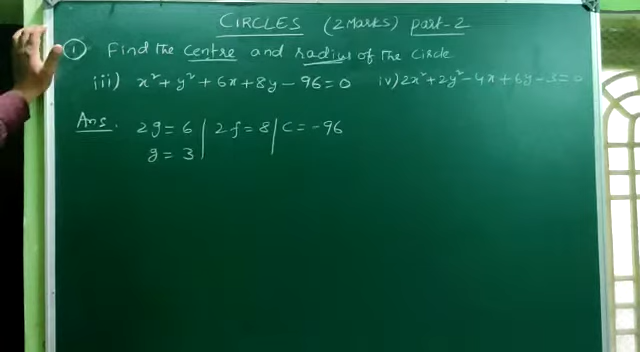 CIRCLES (2 Marks) part-2
① Find the centre and radius of the circle
iii) x² + y² + 6x + 8y - 96 = 0 iv) 2x² + 2y² - 4x + 6y - 3 = 0
Ans. 2g = 6 | 2f = 8 | c = -96
g = 3